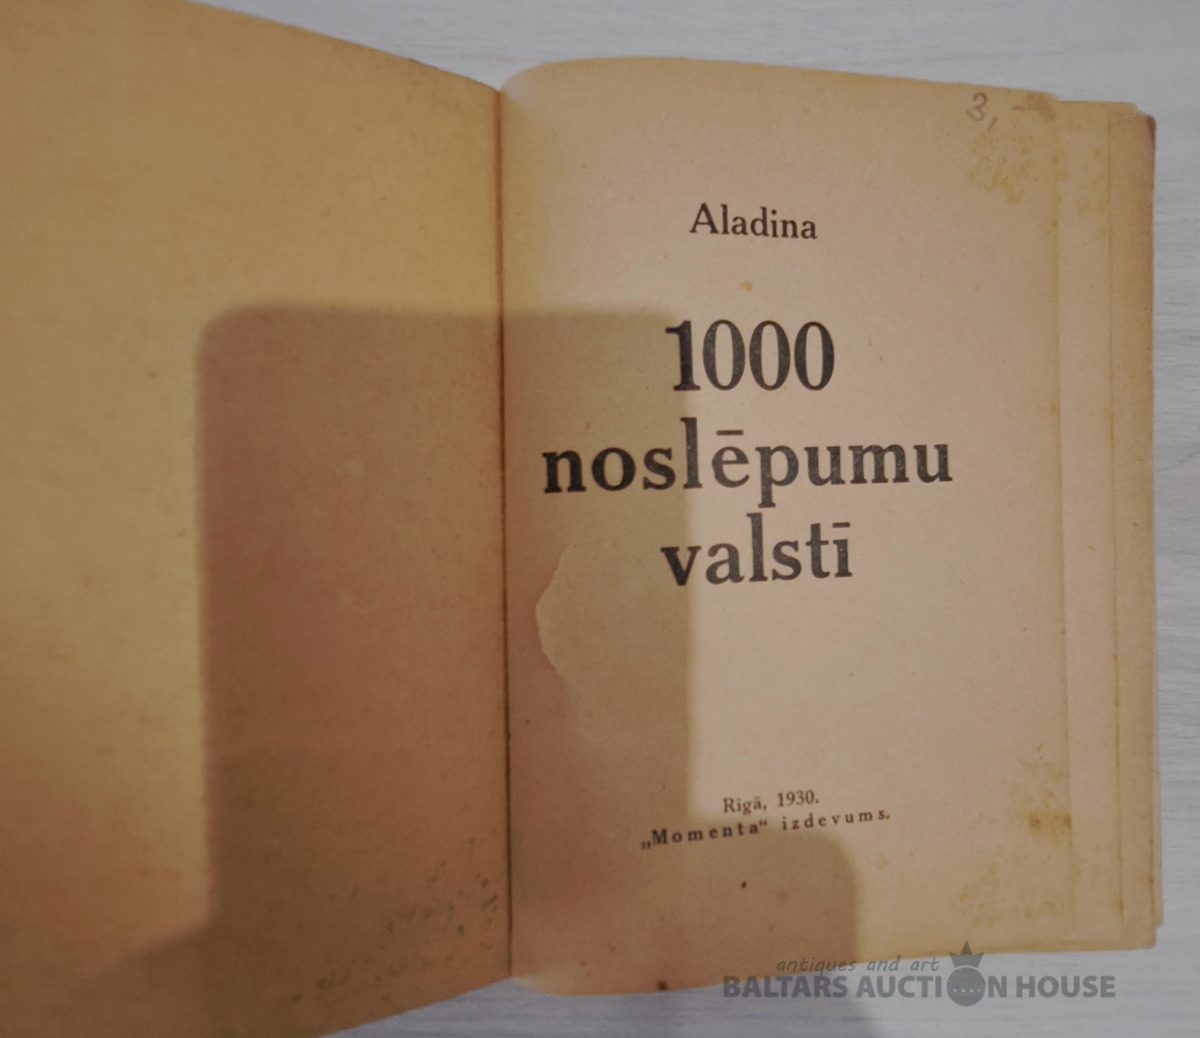 3,—
Aladina
1000
noslēpumu
valstī
Rīgā, 1930.
„Momenta“ izdevums.
antiques and art
BALTARS AUCTION HOUSE